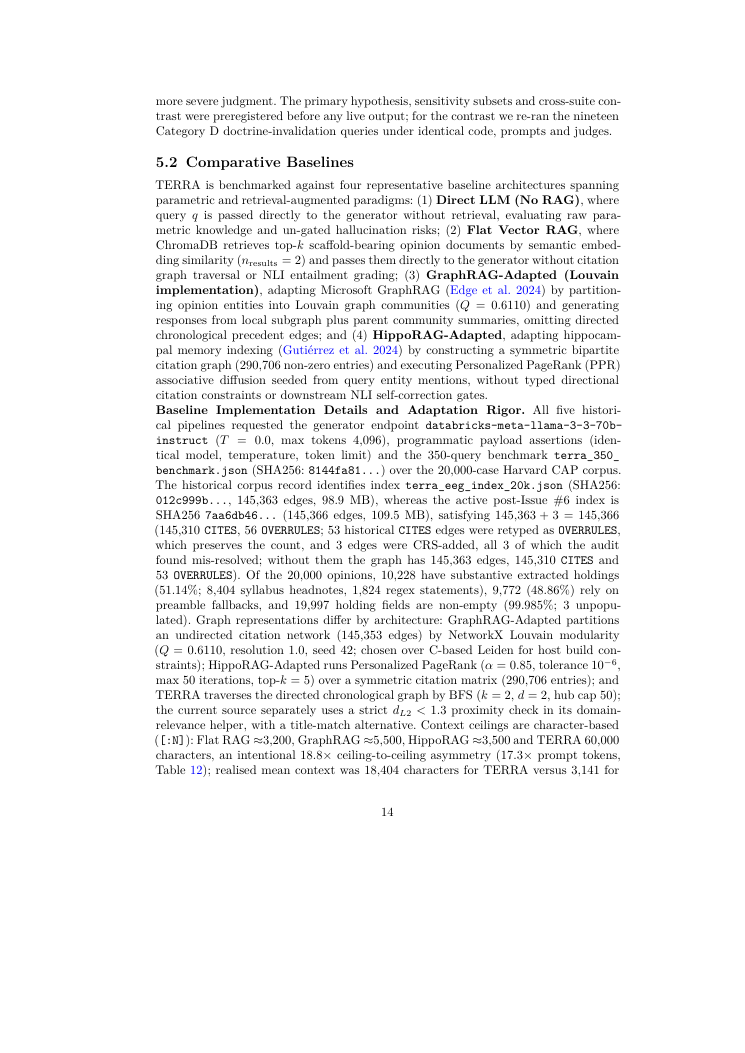 more severe judgment. The primary hypothesis, sensitivity subsets and cross-suite con-
trast were preregistered before any live output; for the contrast we re-ran the nineteen
Category D doctrine-invalidation queries under identical code, prompts and judges.
5.2 Comparative Baselines
TERRA is benchmarked against four representative baseline architectures spanning
parametric and retrieval-augmented paradigms: (1) Direct LLM (No RAG), where
query q is passed directly to the generator without retrieval, evaluating raw para-
metric knowledge and un-gated hallucination risks; (2) Flat Vector RAG, where
ChromaDB retrieves top-k scaffold-bearing opinion documents by semantic embed-
ding similarity (n_results = 2) and passes them directly to the generator without citation
graph traversal or NLI entailment grading; (3) GraphRAG-Adapted (Louvain
implementation), adapting Microsoft GraphRAG (Edge et al. 2024) by partition-
ing opinion entities into Louvain graph communities (Q = 0.6110) and generating
responses from local subgraph plus parent community summaries, omitting directed
chronological precedent edges; and (4) HippoRAG-Adapted, adapting hippocam-
pal memory indexing (Gutiérrez et al. 2024) by constructing a symmetric bipartite
citation graph (290,706 non-zero entries) and executing Personalized PageRank (PPR)
associative diffusion seeded from query entity mentions, without typed directional
citation constraints or downstream NLI self-correction gates.
Baseline Implementation Details and Adaptation Rigor. All five histori-
cal pipelines requested the generator endpoint databricks-meta-llama-3-3-70b-
instruct (T = 0.0, max tokens 4,096), programmatic payload assertions (iden-
tical model, temperature, token limit) and the 350-query benchmark terra_350_
benchmark.json (SHA256: 8144fa81...) over the 20,000-case Harvard CAP corpus.
The historical corpus record identifies index terra_eeg_index_20k.json (SHA256:
012c999b..., 145,363 edges, 98.9 MB), whereas the active post-Issue #6 index is
SHA256 7aa6db46... (145,366 edges, 109.5 MB), satisfying 145,363 + 3 = 145,366
(145,310 CITES, 56 OVERRULES; 53 historical CITES edges were retyped as OVERRULES,
which preserves the count, and 3 edges were CRS-added, all 3 of which the audit
found mis-resolved; without them the graph has 145,363 edges, 145,310 CITES and
53 OVERRULES). Of the 20,000 opinions, 10,228 have substantive extracted holdings
(51.14%; 8,404 syllabus headnotes, 1,824 regex statements), 9,772 (48.86%) rely on
preamble fallbacks, and 19,997 holding fields are non-empty (99.985%; 3 unpopu-
lated). Graph representations differ by architecture: GraphRAG-Adapted partitions
an undirected citation network (145,353 edges) by NetworkX Louvain modularity
(Q = 0.6110, resolution 1.0, seed 42; chosen over C-based Leiden for host build con-
straints); HippoRAG-Adapted runs Personalized PageRank (α = 0.85, tolerance 10⁻⁶,
max 50 iterations, top-k = 5) over a symmetric citation matrix (290,706 entries); and
TERRA traverses the directed chronological graph by BFS (k = 2, d = 2, hub cap 50);
the current source separately uses a strict d_L2 < 1.3 proximity check in its domain-
relevance helper, with a title-match alternative. Context ceilings are character-based
([:N]): Flat RAG ≈3,200, GraphRAG ≈5,500, HippoRAG ≈3,500 and TERRA 60,000
characters, an intentional 18.8× ceiling-to-ceiling asymmetry (17.3× prompt tokens,
Table 12); realised mean context was 18,404 characters for TERRA versus 3,141 for
14